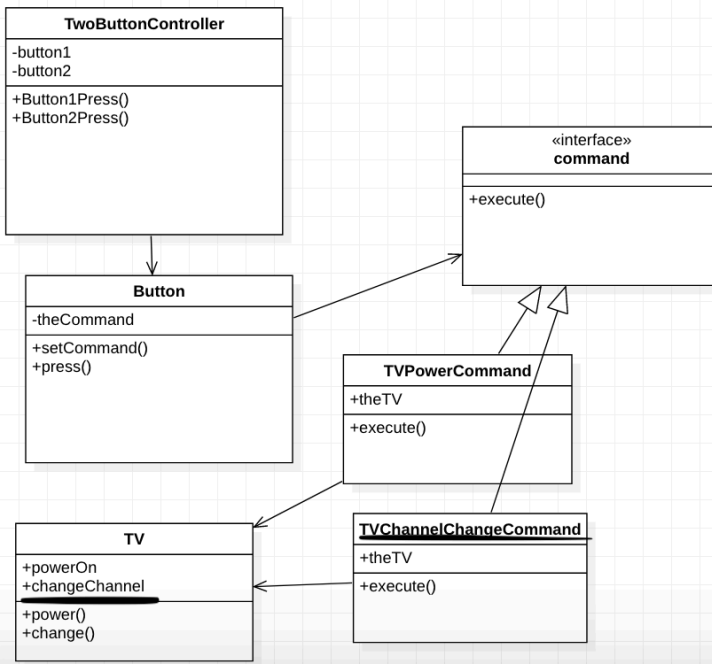 TwoButtonController
-button1
-button2
+Button1Press()
+Button2Press()
«interface»
command
+execute()
Button
-theCommand
+setCommand()
+press()
TVPowerCommand
+theTV
+execute()
TV
+powerOn
+changeChannel
+power()
+change()
TVChannelChangeCommand
+theTV
+execute()